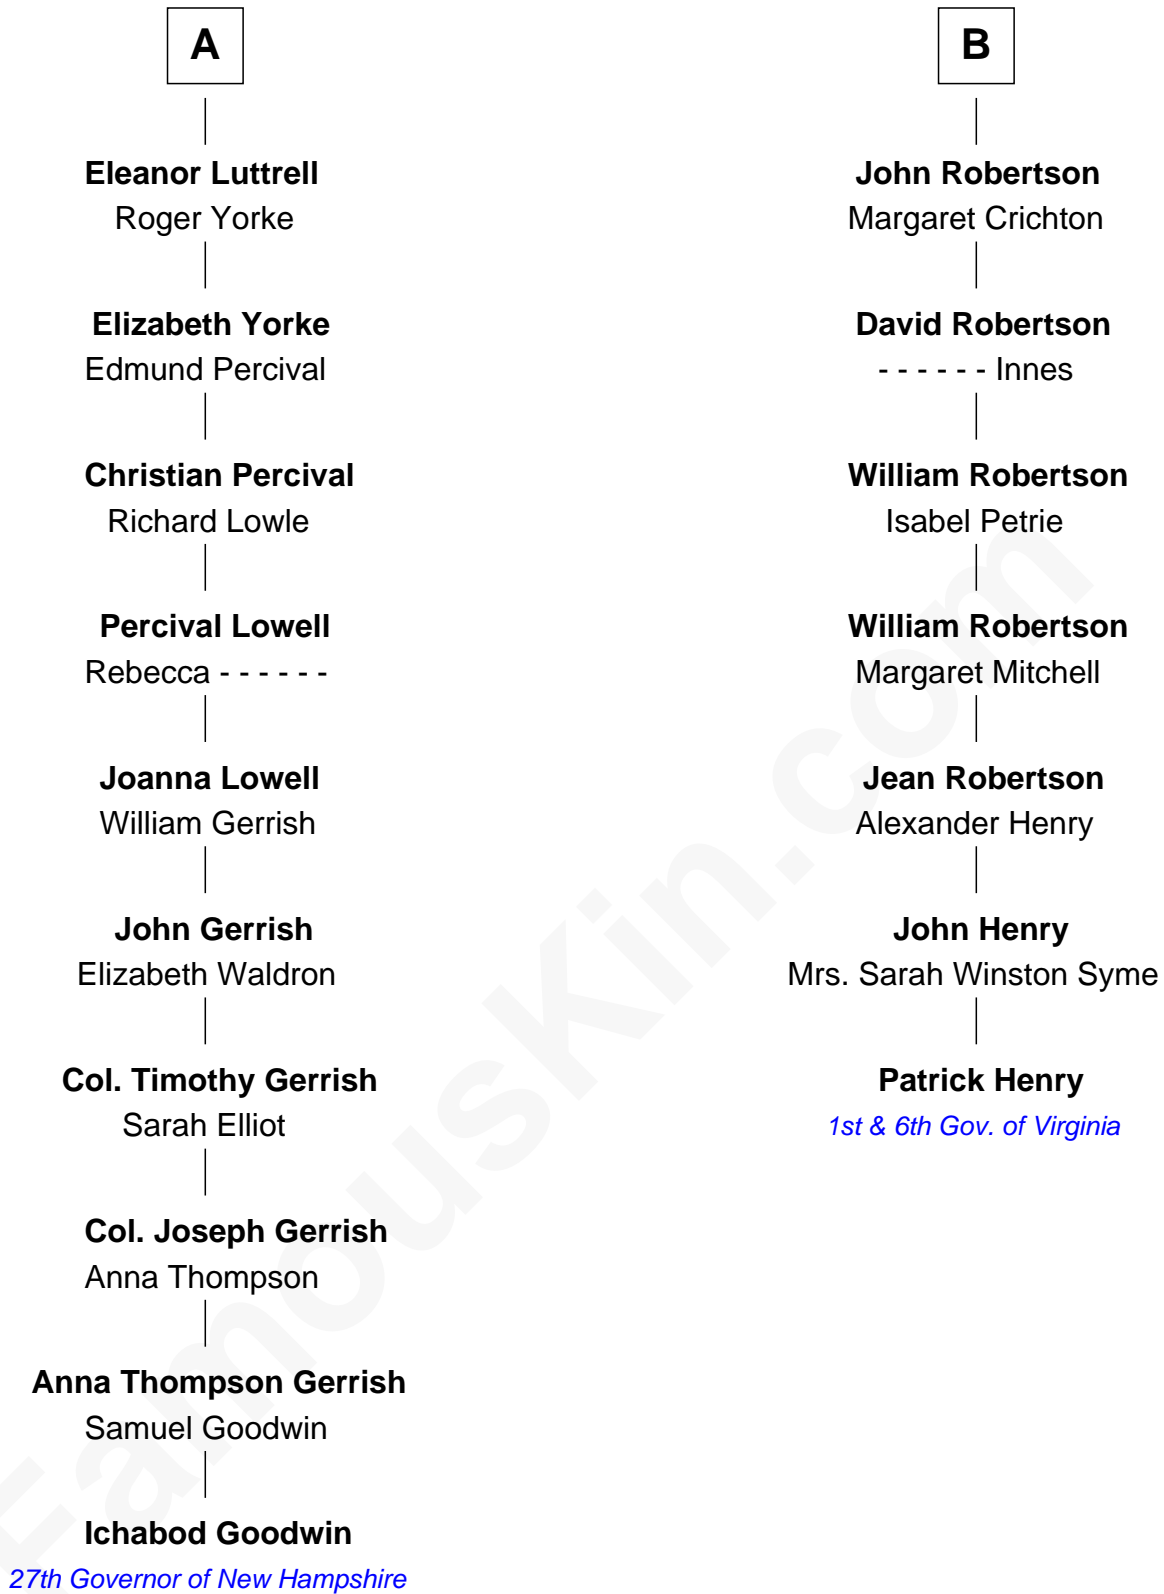 A
Eleanor Luttrell
Roger Yorke
Elizabeth Yorke
Edmund Percival
Christian Percival
Richard Lowle
Percival Lowell
Rebecca - - - - - -
Joanna Lowell
William Gerrish
John Gerrish
Elizabeth Waldron
Col. Timothy Gerrish
Sarah Elliot
Col. Joseph Gerrish
Anna Thompson
Anna Thompson Gerrish
Samuel Goodwin
Ichabod Goodwin
27th Governor of New Hampshire
B
John Robertson
Margaret Crichton
David Robertson
- - - - - - Innes
William Robertson
Isabel Petrie
William Robertson
Margaret Mitchell
Jean Robertson
Alexander Henry
John Henry
Mrs. Sarah Winston Syme
Patrick Henry
1st & 6th Gov. of Virginia
FamousKin.com